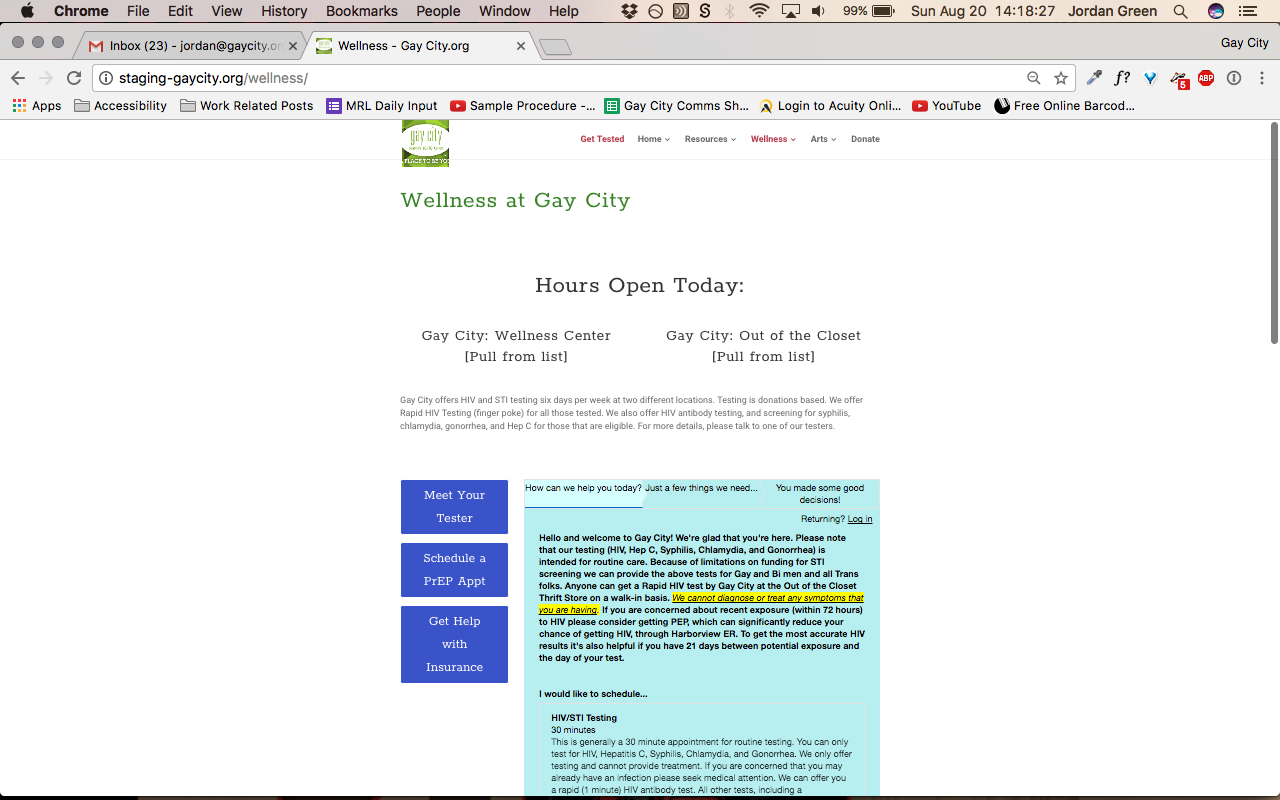 Chrome File Edit View History Bookmarks People Window Help 99% Sun Aug 20 14:18:27 Jordan Green
Inbox (23) - jordan@gaycity.or
Wellness - Gay City.org
Gay City
staging-gaycity.org/wellness/
f? 5 ABP
Apps Accessibility Work Related Posts MRL Daily Input Sample Procedure -... Gay City Comms Sh... Login to Acuity Onli... YouTube Free Online Barcod...
gay city
A PLACE TO BE YOU
Get Tested Home Resources Wellness Arts Donate
Wellness at Gay City
Hours Open Today:
Gay City: Wellness Center
[Pull from list]
Gay City: Out of the Closet
[Pull from list]
Gay City offers HIV and STI testing six days per week at two different locations. Testing is donations based. We offer
Rapid HIV Testing (finger poke) for all those tested. We also offer HIV antibody testing, and screening for syphilis,
chlamydia, gonorrhea, and Hep C for those that are eligible. For more details, please talk to one of our testers.
Meet Your
Tester
Schedule a
PrEP Appt
Get Help
with
Insurance
How can we help you today?
Just a few things we need...
You made some good
decisions!
Returning? Log in
Hello and welcome to Gay City! We're glad that you're here. Please note
that our testing (HIV, Hep C, Syphilis, Chlamydia, and Gonorrhea) is
intended for routine care. Because of limitations on funding for STI
screening we can provide the above tests for Gay and Bi men and all Trans
folks. Anyone can get a Rapid HIV test by Gay City at the Out of the Closet
Thrift Store on a walk-in basis. We cannot diagnose or treat any symptoms that
you are having. If you are concerned about recent exposure (within 72 hours)
to HIV please consider getting PEP, which can significantly reduce your
chance of getting HIV, through Harborview ER. To get the most accurate HIV
results it's also helpful if you have 21 days between potential exposure and
the day of your test.
I would like to schedule...
HIV/STI Testing
30 minutes
This is generally a 30 minute appointment for routine testing. You can only
test for HIV, Hepatitis C, Syphilis, Chlamydia, and Gonorrhea. We only offer
testing and cannot provide treatment. If you are concerned that you may
already have an infection please seek medical attention. We can offer you
a rapid (1 minute) HIV antibody test. All other tests, including a